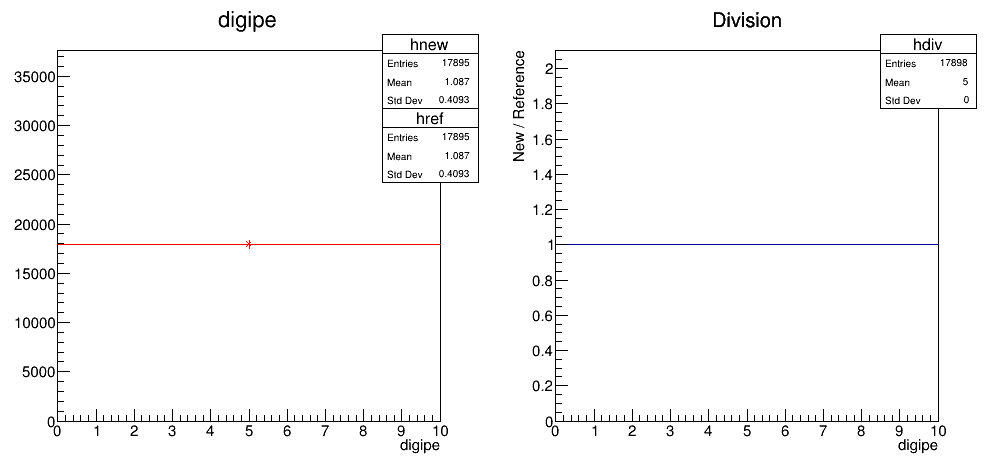 digipe
hnew
Entries 17895
Mean 1.087
Std Dev 0.4093
href
Entries 17895
Mean 1.087
Std Dev 0.4093
35000
30000
25000
20000
15000
10000
5000
0
0 1 2 3 4 5 6 7 8 9 10
digipe
Division
hdiv
Entries 17898
Mean 5
Std Dev 0
New / Reference
2
1.8
1.6
1.4
1.2
1
0.8
0.6
0.4
0.2
0
0 1 2 3 4 5 6 7 8 9 10
digipe